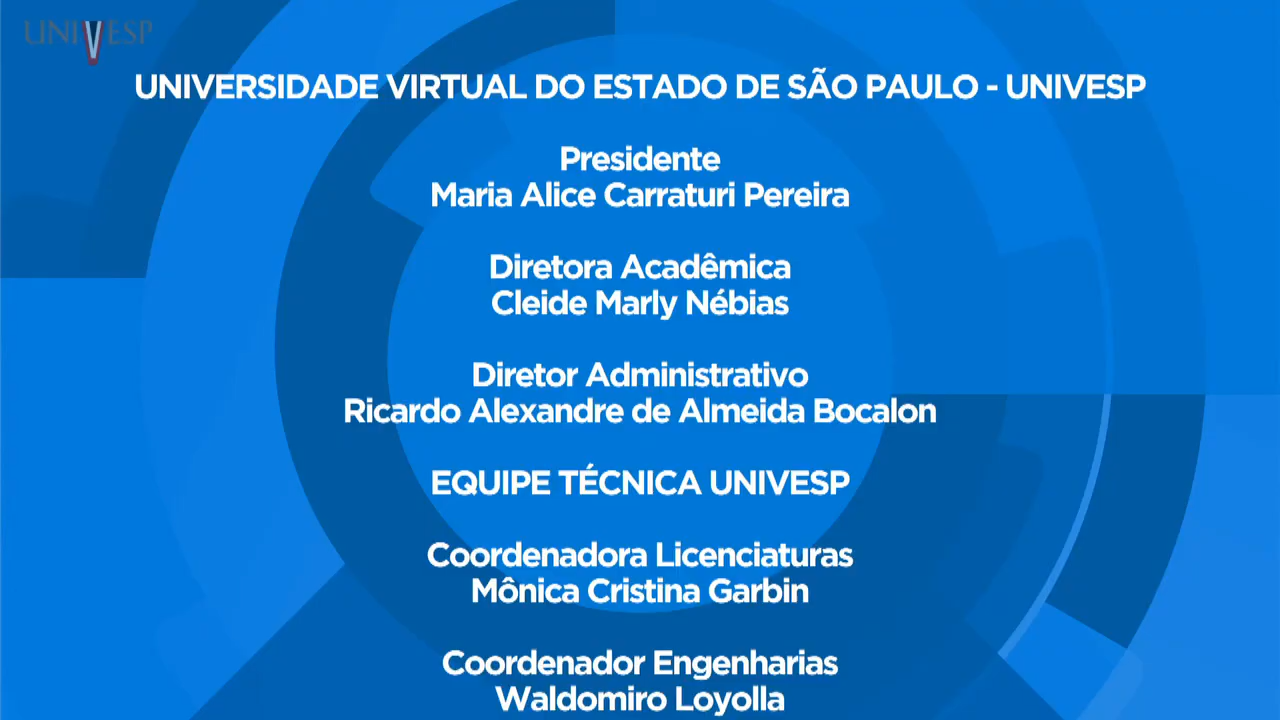 UNIVESP
UNIVERSIDADE VIRTUAL DO ESTADO DE SÃO PAULO - UNIVESP
Presidente
Maria Alice Carraturi Pereira
Diretora Acadêmica
Cleide Marly Nébias
Diretor Administrativo
Ricardo Alexandre de Almeida Bocalon
EQUIPE TÉCNICA UNIVESP
Coordenadora Licenciaturas
Mônica Cristina Garbin
Coordenador Engenharias
Waldomiro Loyolla